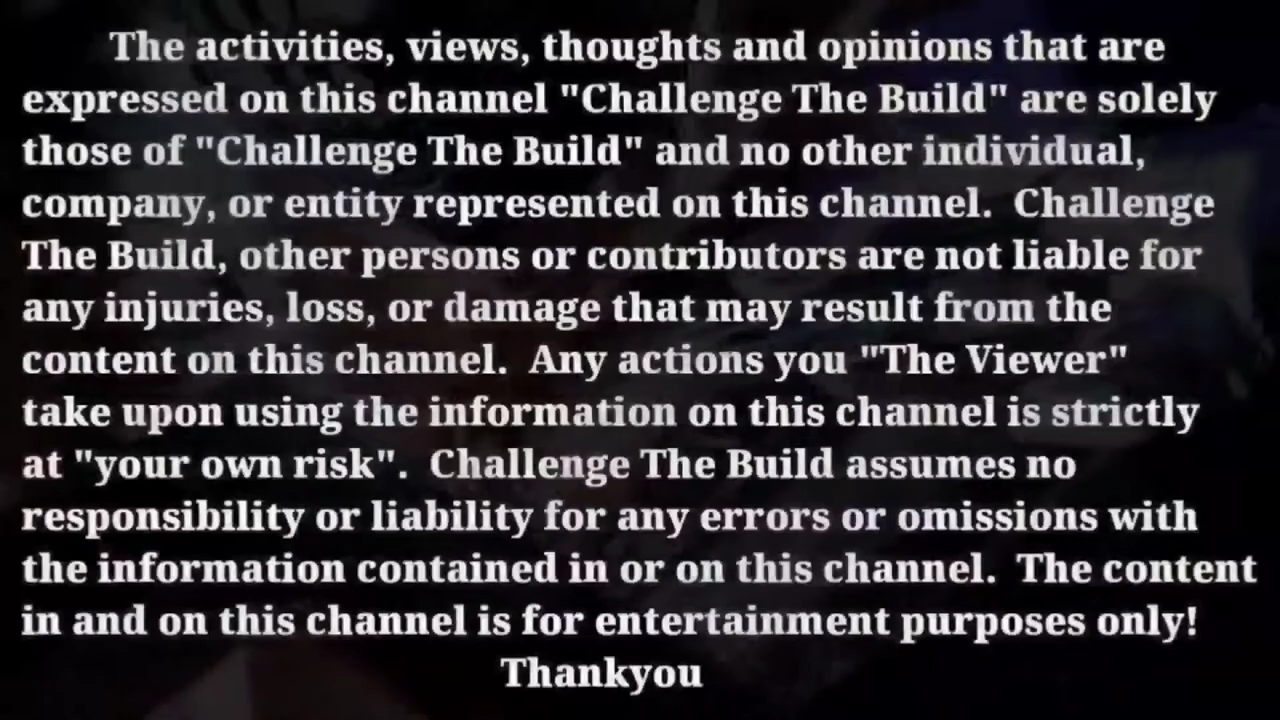 The activities, views, thoughts and opinions that are
expressed on this channel "Challenge The Build" are solely
those of "Challenge The Build" and no other individual,
company, or entity represented on this channel.  Challenge
The Build, other persons or contributors are not liable for
any injuries, loss, or damage that may result from the
content on this channel.  Any actions you "The Viewer"
take upon using the information on this channel is strictly
at "your own risk".  Challenge The Build assumes no
responsibility or liability for any errors or omissions with
the information contained in or on this channel.  The content
in and on this channel is for entertainment purposes only!
Thankyou